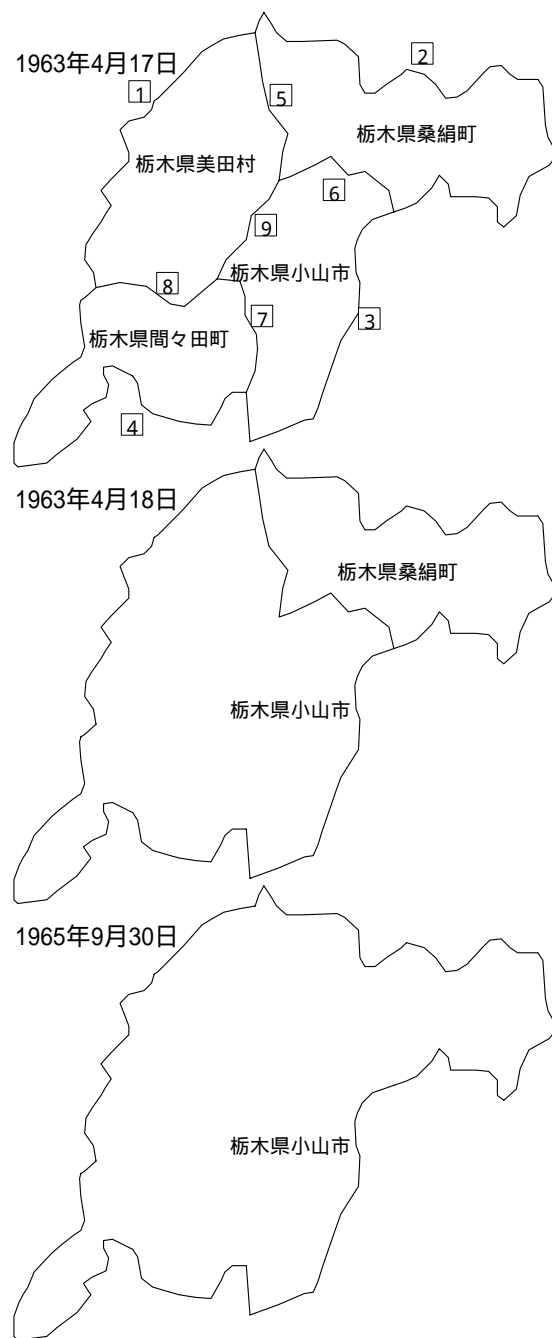 1963年4月17日
1
2
5
栃木県桑絹町
栃木県美田村
6
9
栃木県小山市
8
7
3
栃木県間々田町
4
1963年4月18日
栃木県桑絹町
栃木県小山市
1965年9月30日
栃木県小山市